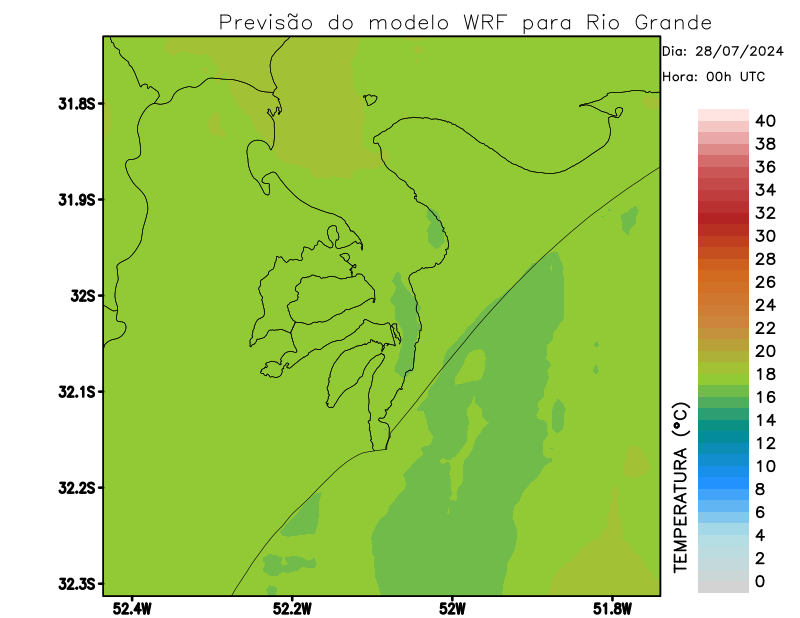 Previsão do modelo WRF para Rio Grande
Dia: 28/07/2024
Hora: 00h UTC
31.8S
31.9S
32S
32.1S
32.2S
32.3S
52.4W
52.2W
52W
51.8W
TEMPERATURA (°C)
40
38
36
34
32
30
28
26
24
22
20
18
16
14
12
10
8
6
4
2
0